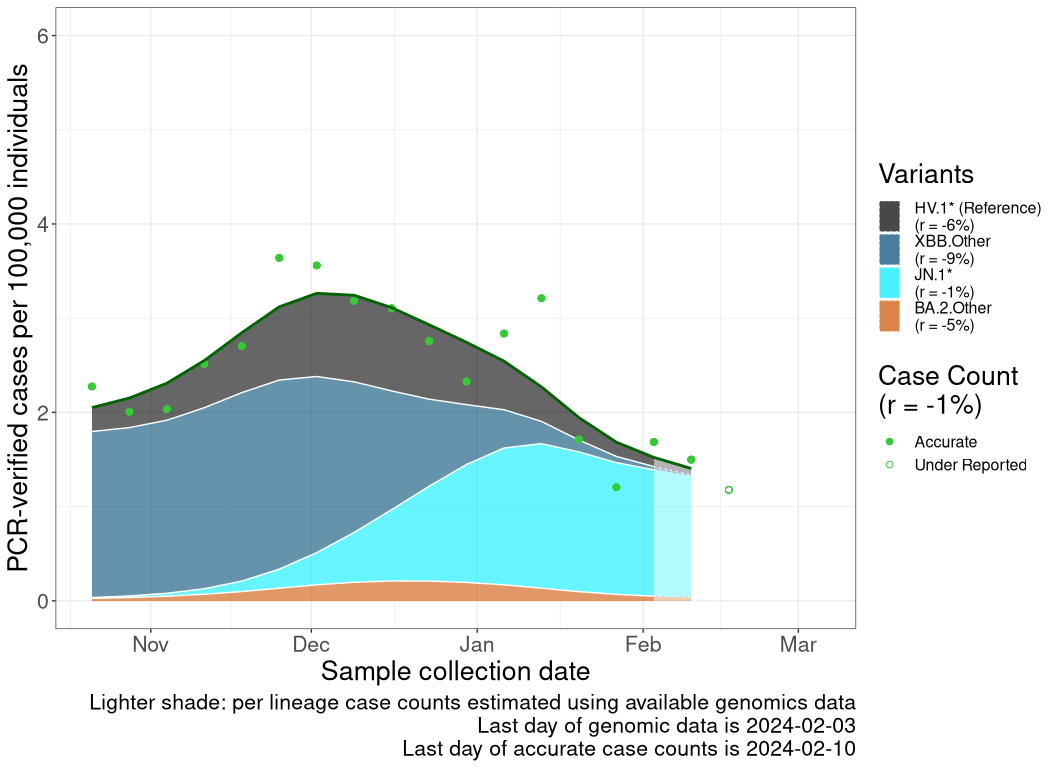 PCR-verified cases per 100,000 individuals
6
4
2
0
Nov Dec Jan Feb Mar
Sample collection date
Lighter shade: per lineage case counts estimated using available genomics data
Last day of genomic data is 2024-02-03
Last day of accurate case counts is 2024-02-10
Variants
HV.1* (Reference)
(r = -6%)
XBB.Other
(r = -9%)
JN.1*
(r = -1%)
BA.2.Other
(r = -5%)
Case Count
(r = -1%)
Accurate
Under Reported